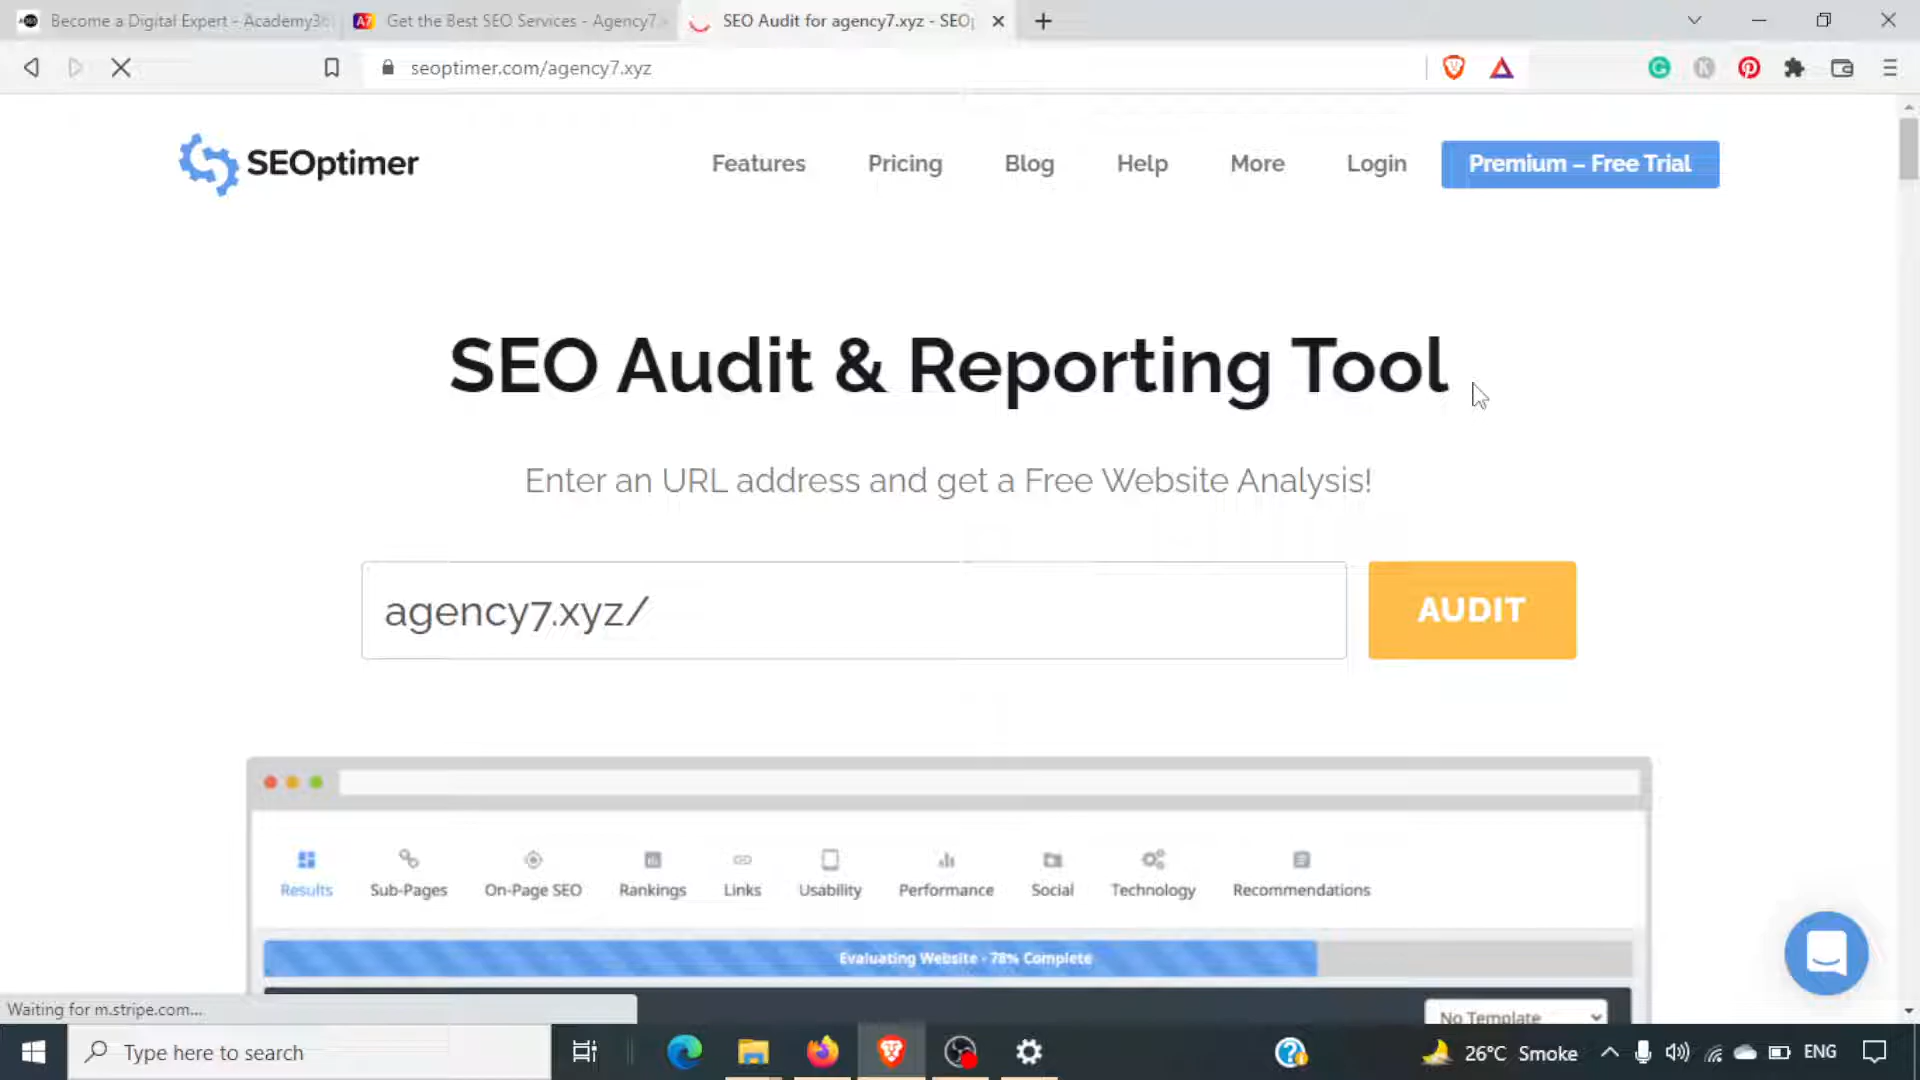 Become a Digital Expert - Academy36
Get the Best SEO Services - Agency7.
SEO Audit for agency7.xyz - SEO
seoptimer.com/agency7.xyz
SEOptimer
Features
Pricing
Blog
Help
More
Login
Premium – Free Trial
SEO Audit & Reporting Tool
Enter an URL address and get a Free Website Analysis!
agency7.xyz/
AUDIT
Results
Sub-Pages
On-Page SEO
Rankings
Links
Usability
Performance
Social
Technology
Recommendations
Evaluating Website - 78% Complete
No Template
Waiting for m.stripe.com...
Type here to search
26°C Smoke
ENG